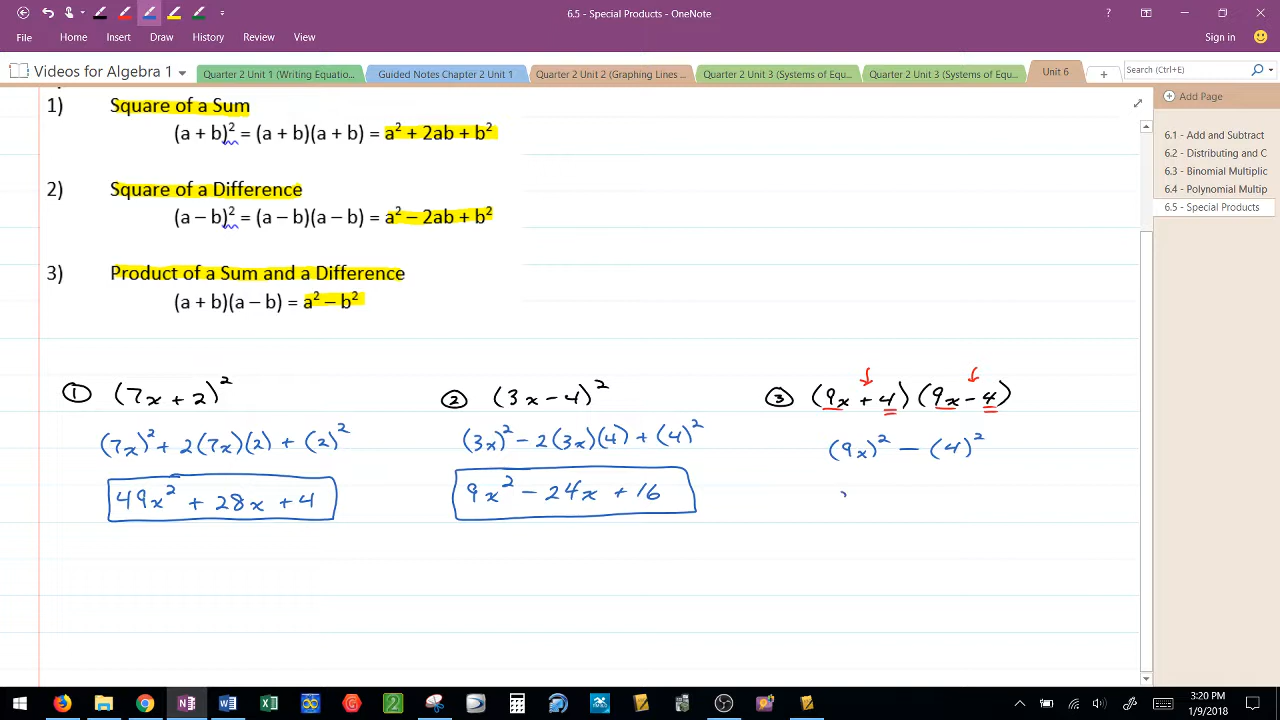 6.5 - Special Products - OneNote
File Home Insert Draw History Review View Sign in
Videos for Algebra 1
Quarter 2 Unit 1 (Writing Equatio... Guided Notes Chapter 2 Unit 1 Quarter 2 Unit 2 (Graphing Lines ... Quarter 2 Unit 3 (Systems of Equ... Quarter 2 Unit 3 (Systems of Equ... Unit 6 Search (Ctrl+E)
Add Page
6.1 - Add and Subtract
6.2 - Distributing and C
6.3 - Binomial Multiplic
6.4 - Polynomial Multip
6.5 - Special Products
1) Square of a Sum
(a + b)² = (a + b)(a + b) = a² + 2ab + b²
2) Square of a Difference
(a – b)² = (a – b)(a – b) = a² – 2ab + b²
3) Product of a Sum and a Difference
(a + b)(a – b) = a² – b²
① (7x + 2)²
(7x)² + 2(7x)(2) + (2)²
49x² + 28x + 4
② (3x - 4)²
(3x)² - 2(3x)(4) + (4)²
9x² - 24x + 16
③ (9x + 4)(9x - 4)
(9x)² - (4)²
3:20 PM
1/9/2018